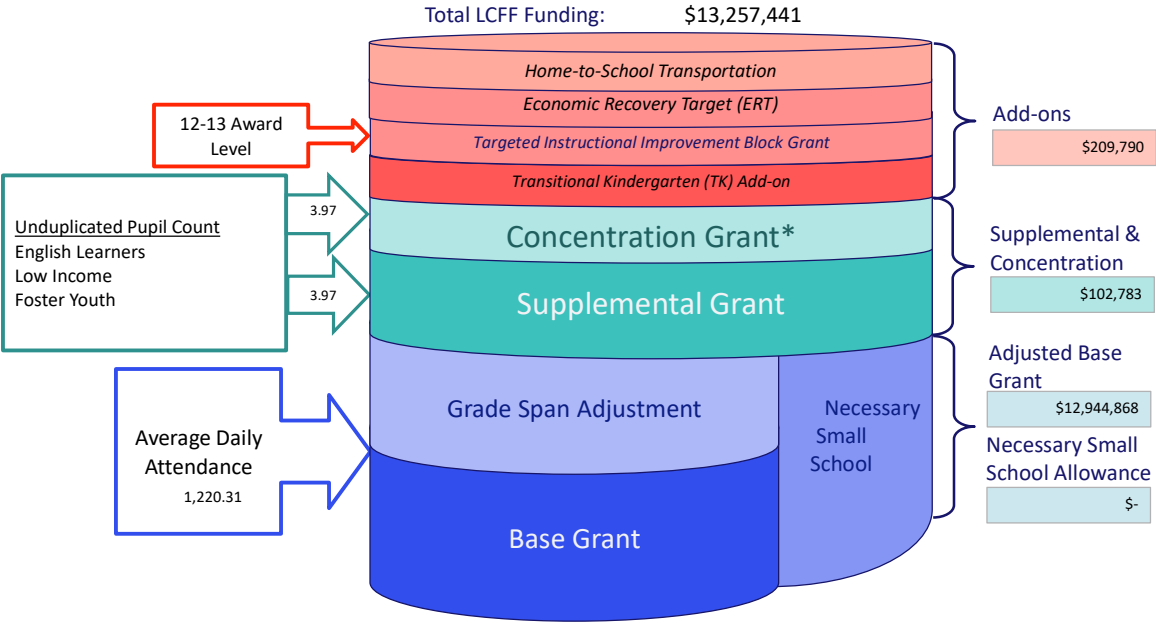 Total LCFF Funding: $13,257,441
Home-to-School Transportation
Economic Recovery Target (ERT)
Targeted Instructional Improvement Block Grant
Transitional Kindergarten (TK) Add-on
12-13 Award
Level
Add-ons
$209,790
Unduplicated Pupil Count
English Learners
Low Income
Foster Youth
3.97
3.97
Concentration Grant*
Supplemental Grant
Supplemental &
Concentration
$102,783
Average Daily
Attendance
1,220.31
Grade Span Adjustment
Base Grant
Necessary
Small
School
Adjusted Base
Grant
$12,944,868
Necessary Small
School Allowance
$-